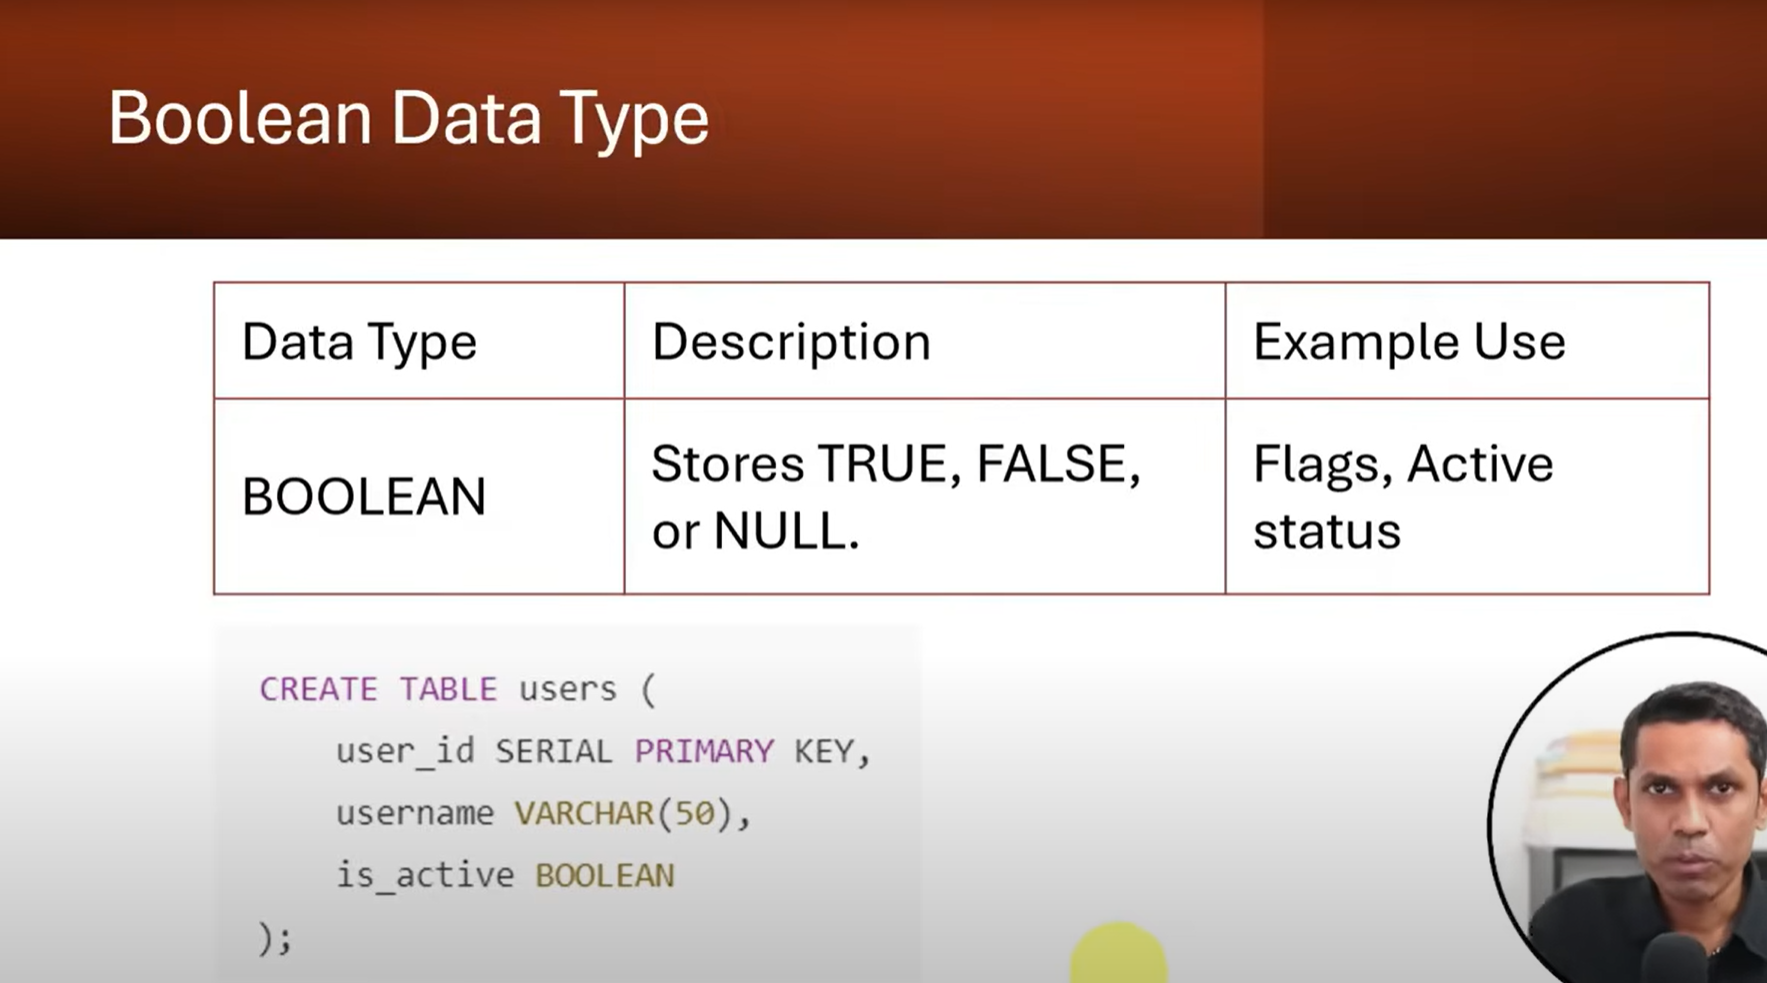 Boolean Data Type
Data Type
Description
Example Use
BOOLEAN
Stores TRUE, FALSE,
or NULL.
Flags, Active
status
CREATE TABLE users (
    user_id SERIAL PRIMARY KEY,
    username VARCHAR(50),
    is_active BOOLEAN
);